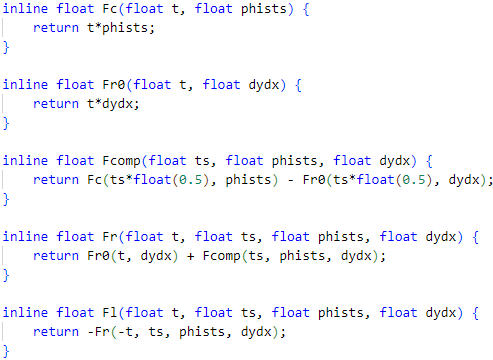 inline float Fc(float t, float phists) {
    return t*phists;
}

inline float Fr0(float t, float dydx) {
    return t*dydx;
}

inline float Fcomp(float ts, float phists, float dydx) {
    return Fc(ts*float(0.5), phists) - Fr0(ts*float(0.5), dydx);
}

inline float Fr(float t, float ts, float phists, float dydx) {
    return Fr0(t, dydx) + Fcomp(ts, phists, dydx);
}

inline float Fl(float t, float ts, float phists, float dydx) {
    return -Fr(-t, ts, phists, dydx);
}